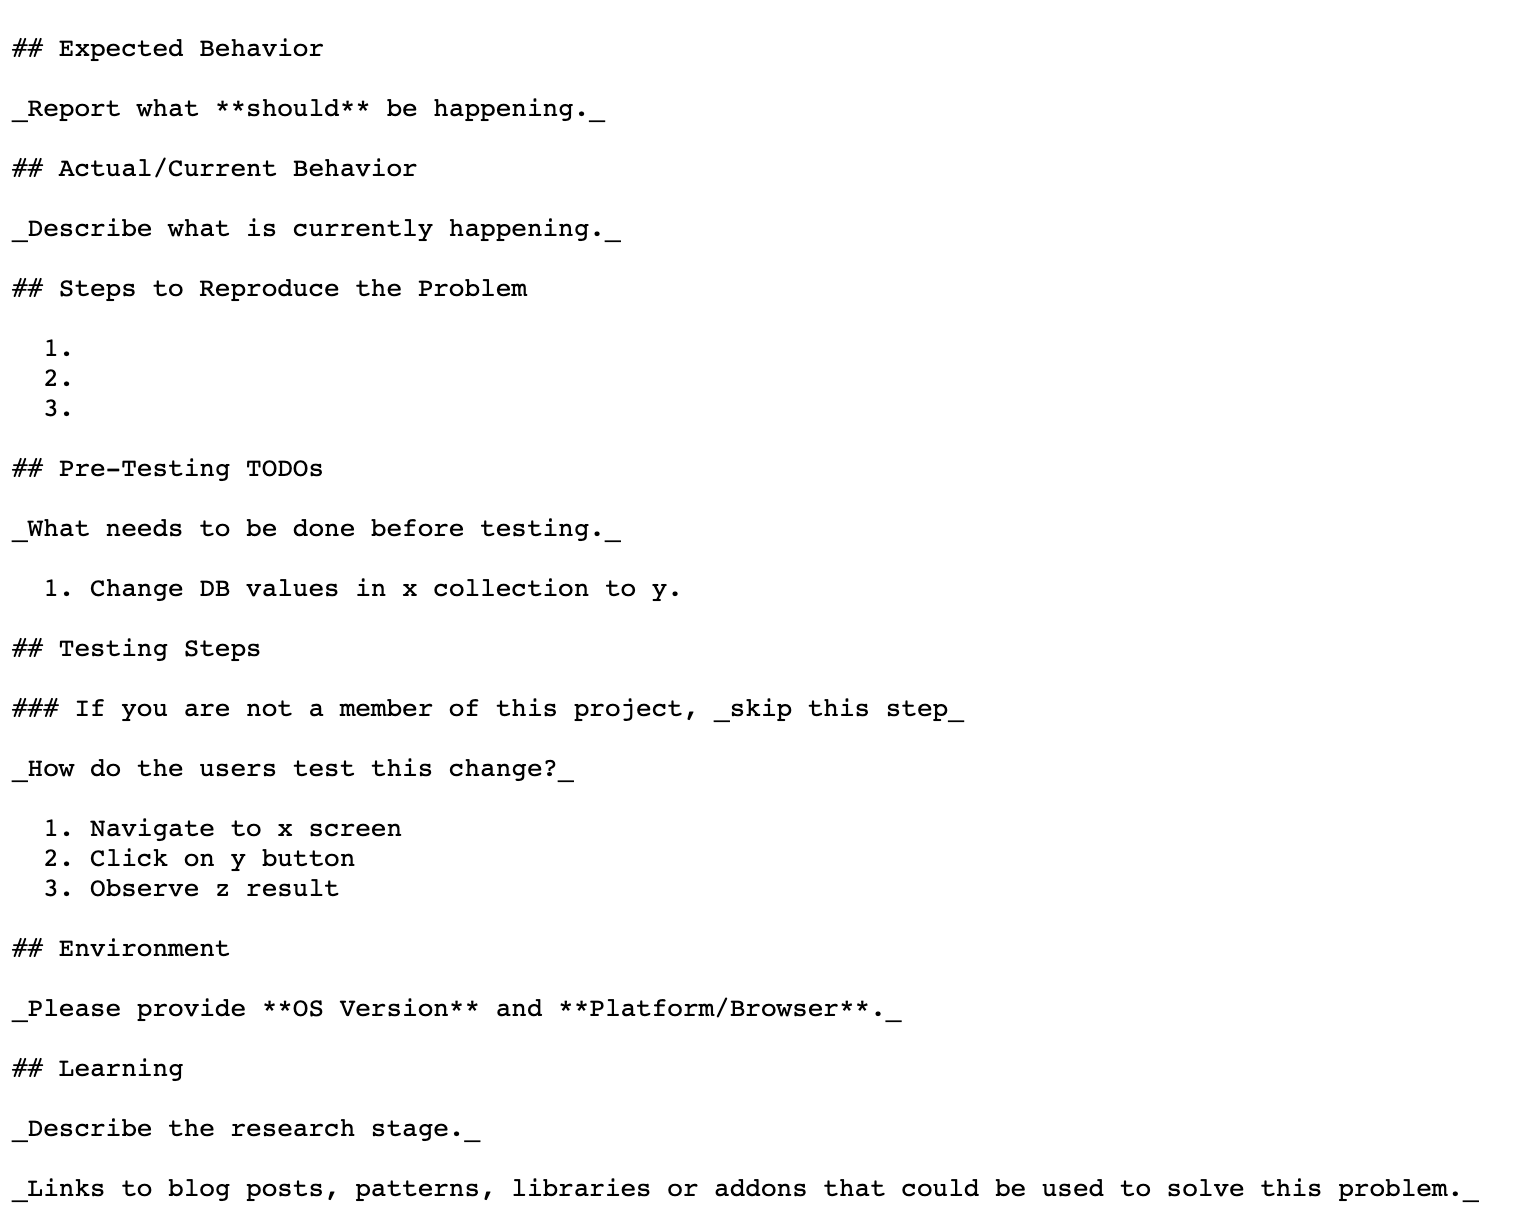 ## Expected Behavior
_Report what **should** be happening._
## Actual/Current Behavior
_Describe what is currently happening._
## Steps to Reproduce the Problem
1.
2.
3.
## Pre-Testing TODOs
_What needs to be done before testing._
1. Change DB values in x collection to y.
## Testing Steps
### If you are not a member of this project, _skip this step_
_How do the users test this change?_
1. Navigate to x screen
2. Click on y button
3. Observe z result
## Environment
_Please provide **OS Version** and **Platform/Browser**._
## Learning
_Describe the research stage._
_Links to blog posts, patterns, libraries or addons that could be used to solve this problem._